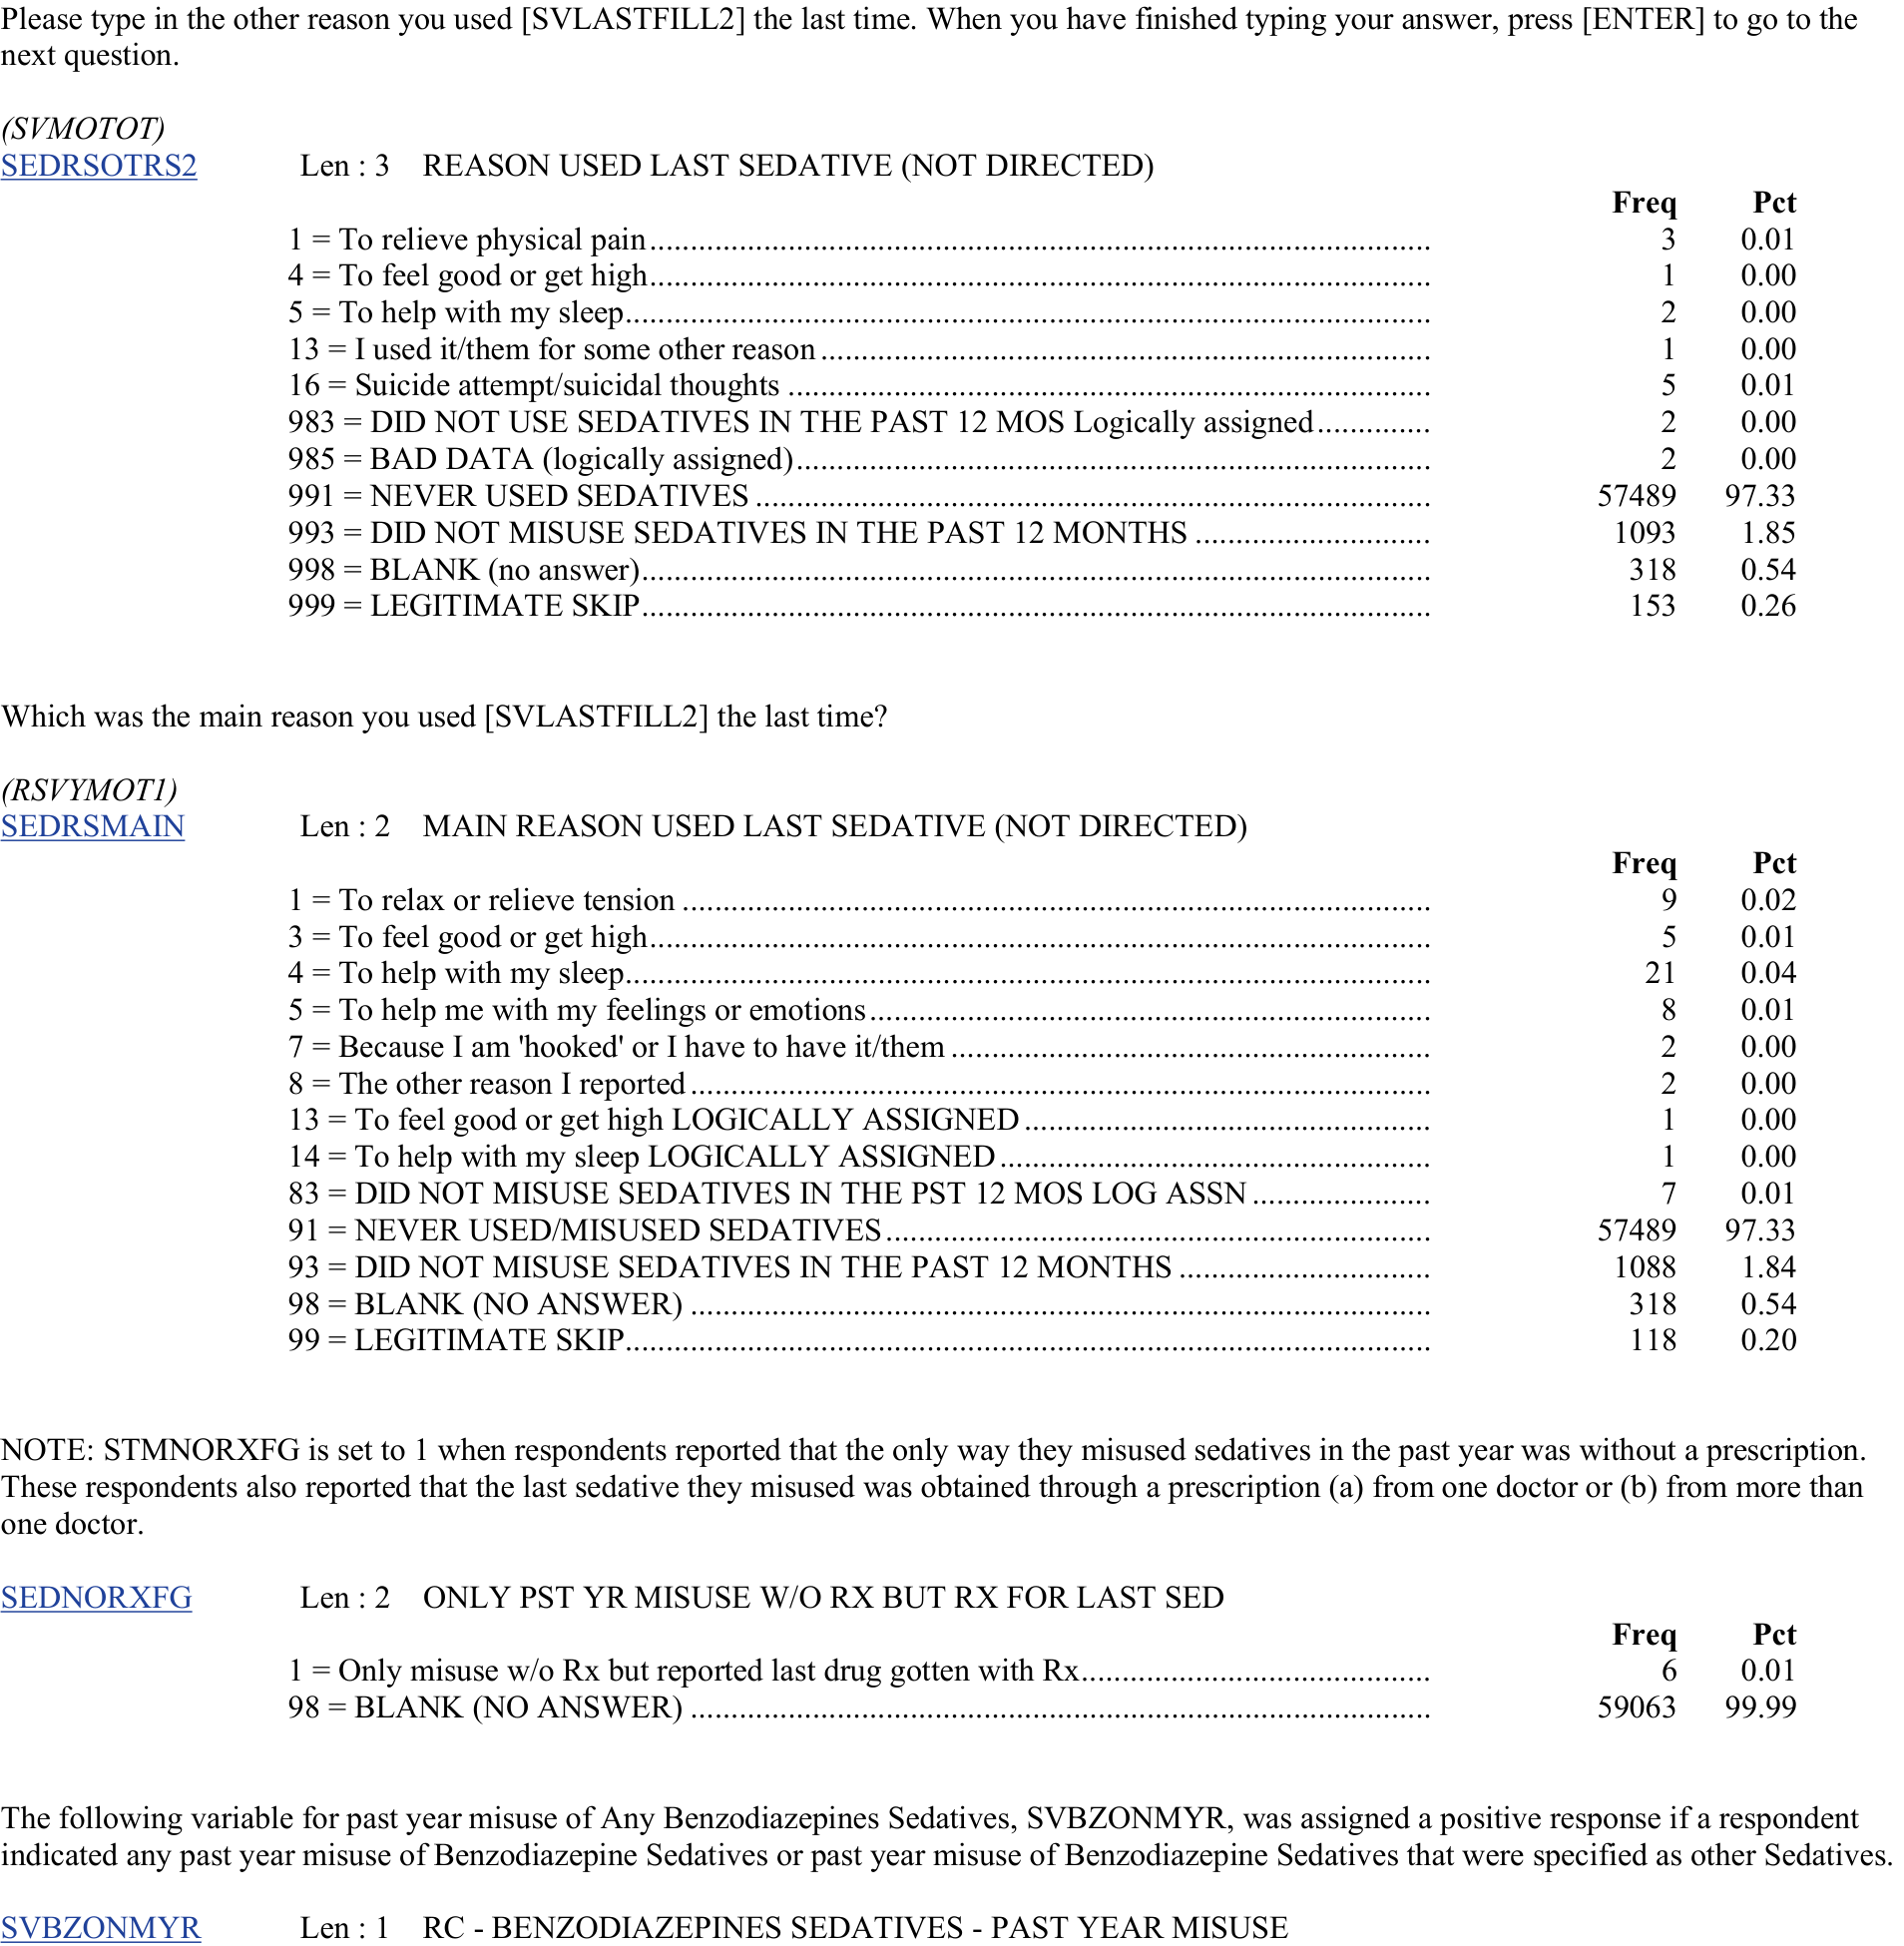 Please type in the other reason you used [SVLASTFILL2] the last time. When you have finished typing your answer, press [ENTER] to go to the
next question.
(SVMOTOT)
SEDRSOTRS2 Len : 3 REASON USED LAST SEDATIVE (NOT DIRECTED)
Freq Pct
1 = To relieve physical pain 3 0.01
4 = To feel good or get high 1 0.00
5 = To help with my sleep 2 0.00
13 = I used it/them for some other reason 1 0.00
16 = Suicide attempt/suicidal thoughts 5 0.01
983 = DID NOT USE SEDATIVES IN THE PAST 12 MOS Logically assigned 2 0.00
985 = BAD DATA (logically assigned) 2 0.00
991 = NEVER USED SEDATIVES 57489 97.33
993 = DID NOT MISUSE SEDATIVES IN THE PAST 12 MONTHS 1093 1.85
998 = BLANK (no answer) 318 0.54
999 = LEGITIMATE SKIP 153 0.26
Which was the main reason you used [SVLASTFILL2] the last time?
(RSVYMOT1)
SEDRSMAIN Len : 2 MAIN REASON USED LAST SEDATIVE (NOT DIRECTED)
Freq Pct
1 = To relax or relieve tension 9 0.02
3 = To feel good or get high 5 0.01
4 = To help with my sleep 21 0.04
5 = To help me with my feelings or emotions 8 0.01
7 = Because I am 'hooked' or I have to have it/them 2 0.00
8 = The other reason I reported 2 0.00
13 = To feel good or get high LOGICALLY ASSIGNED 1 0.00
14 = To help with my sleep LOGICALLY ASSIGNED 1 0.00
83 = DID NOT MISUSE SEDATIVES IN THE PST 12 MOS LOG ASSN 7 0.01
91 = NEVER USED/MISUSED SEDATIVES 57489 97.33
93 = DID NOT MISUSE SEDATIVES IN THE PAST 12 MONTHS 1088 1.84
98 = BLANK (NO ANSWER) 318 0.54
99 = LEGITIMATE SKIP 118 0.20
NOTE: STMNORXFG is set to 1 when respondents reported that the only way they misused sedatives in the past year was without a prescription.
These respondents also reported that the last sedative they misused was obtained through a prescription (a) from one doctor or (b) from more than
one doctor.
SEDNORXFG Len : 2 ONLY PST YR MISUSE W/O RX BUT RX FOR LAST SED
Freq Pct
1 = Only misuse w/o Rx but reported last drug gotten with Rx 6 0.01
98 = BLANK (NO ANSWER) 59063 99.99
The following variable for past year misuse of Any Benzodiazepines Sedatives, SVBZONMYR, was assigned a positive response if a respondent
indicated any past year misuse of Benzodiazepine Sedatives or past year misuse of Benzodiazepine Sedatives that were specified as other Sedatives.
SVBZONMYR Len : 1 RC - BENZODIAZEPINES SEDATIVES - PAST YEAR MISUSE